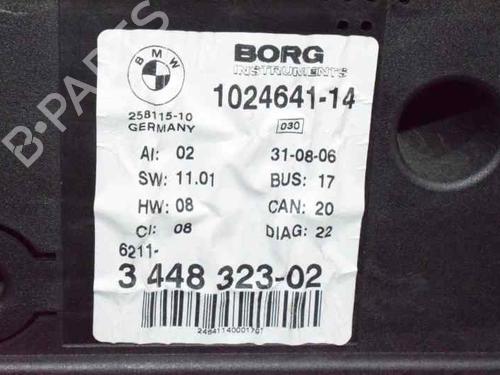 BMW
BORG
INSTRUMENTS
258115-10
GERMANY
1024641-14
030
AI: 02
31-08-06
SW: 11.01
BUS: 17
HW: 08
CAN: 20
CI: 08
DIAG: 22
6211-
3 448 323-02
B-PARTS